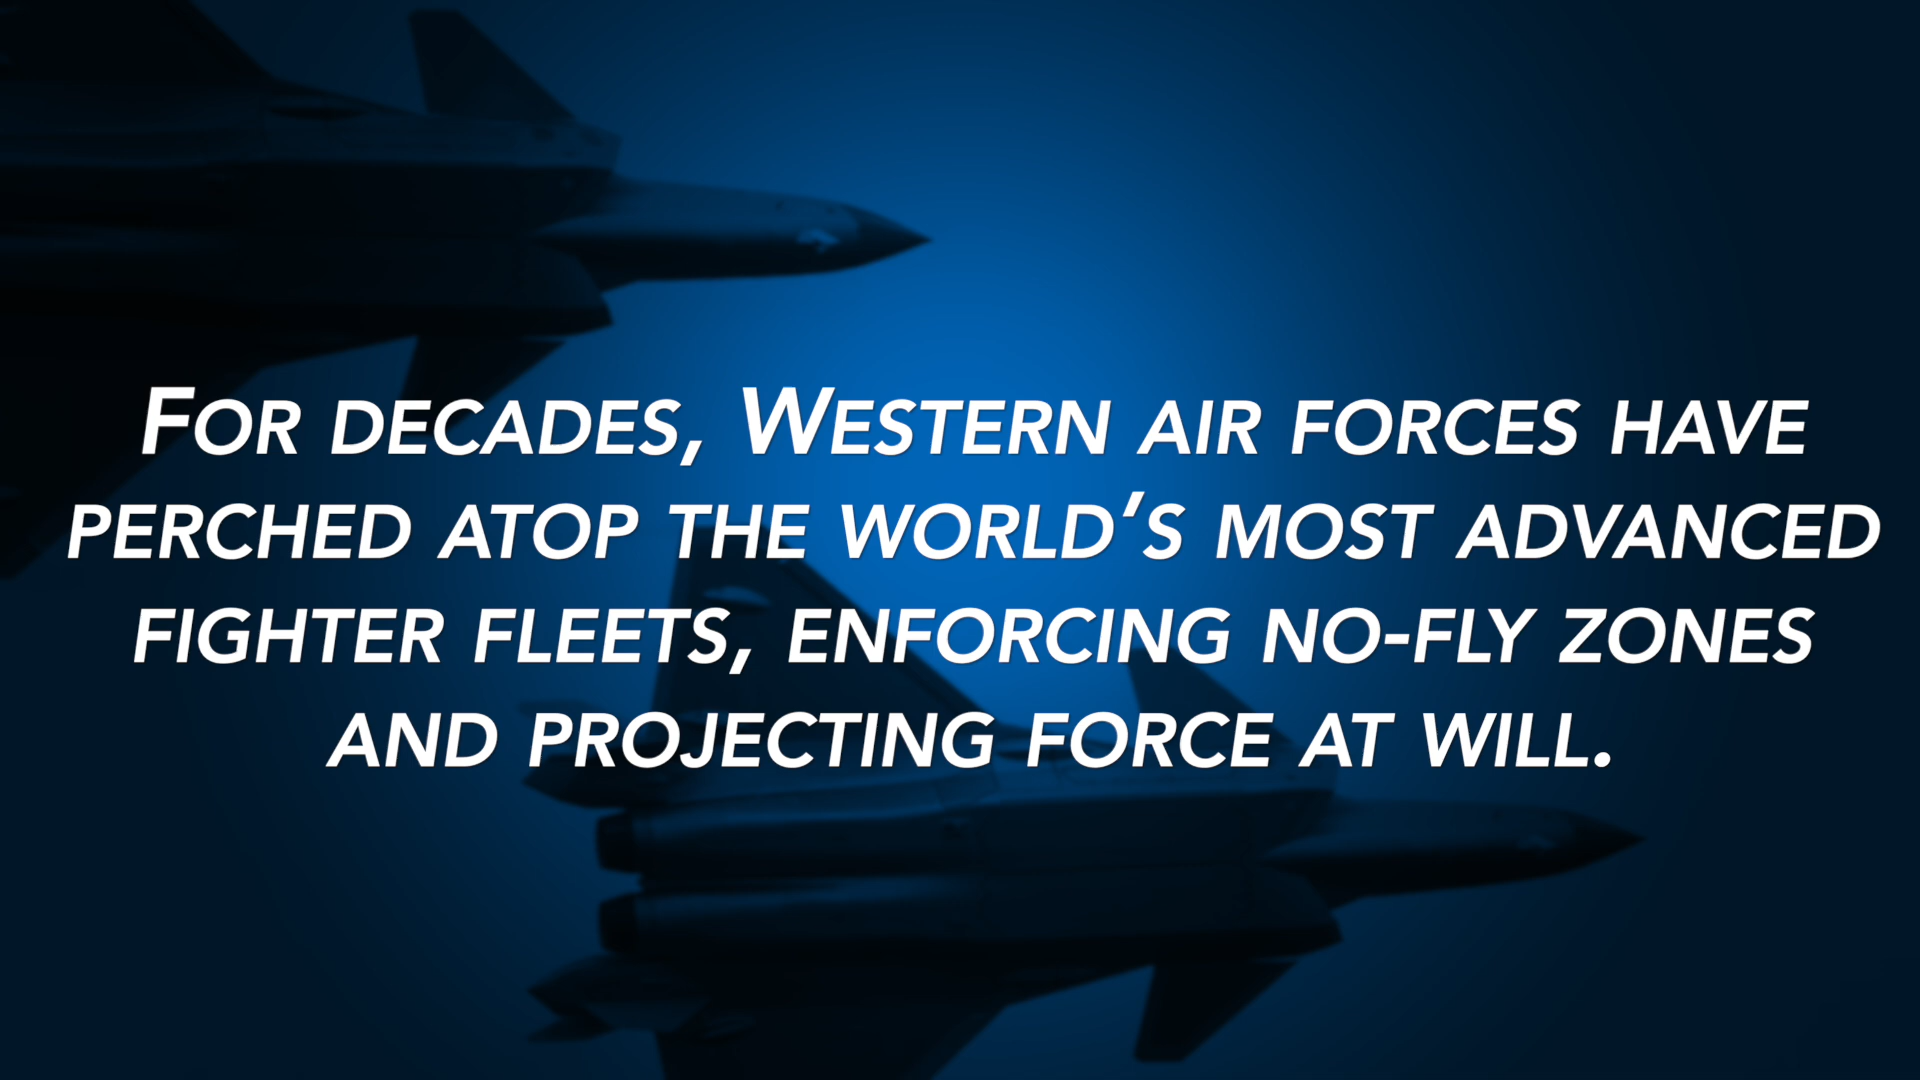 For decades, Western air forces have
perched atop the world’s most advanced
fighter fleets, enforcing no-fly zones
and projecting force at will.